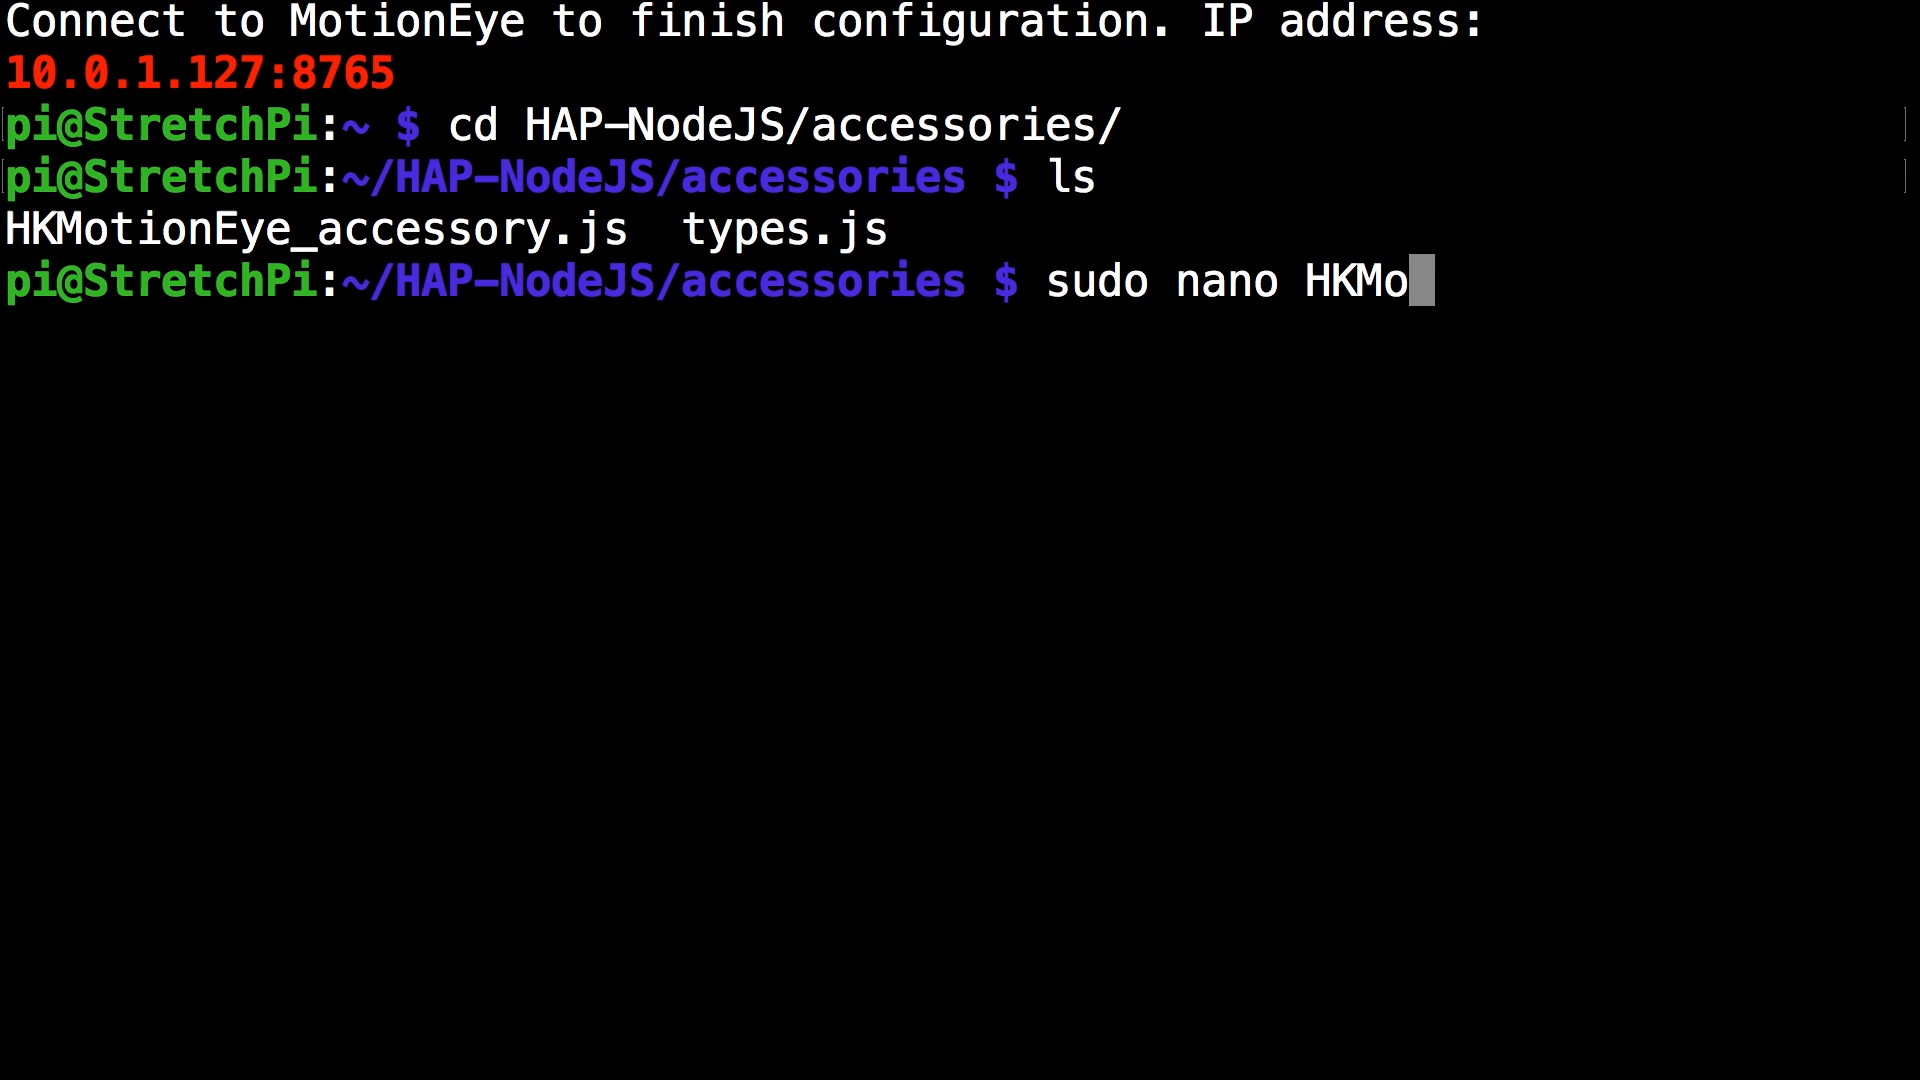 Connect to MotionEye to finish configuration. IP address:
10.0.1.127:8765
pi@StretchPi:~ $ cd HAP-NodeJS/accessories/
pi@StretchPi:~/HAP-NodeJS/accessories $ ls
HKMotionEye_accessory.js  types.js
pi@StretchPi:~/HAP-NodeJS/accessories $ sudo nano HKMo